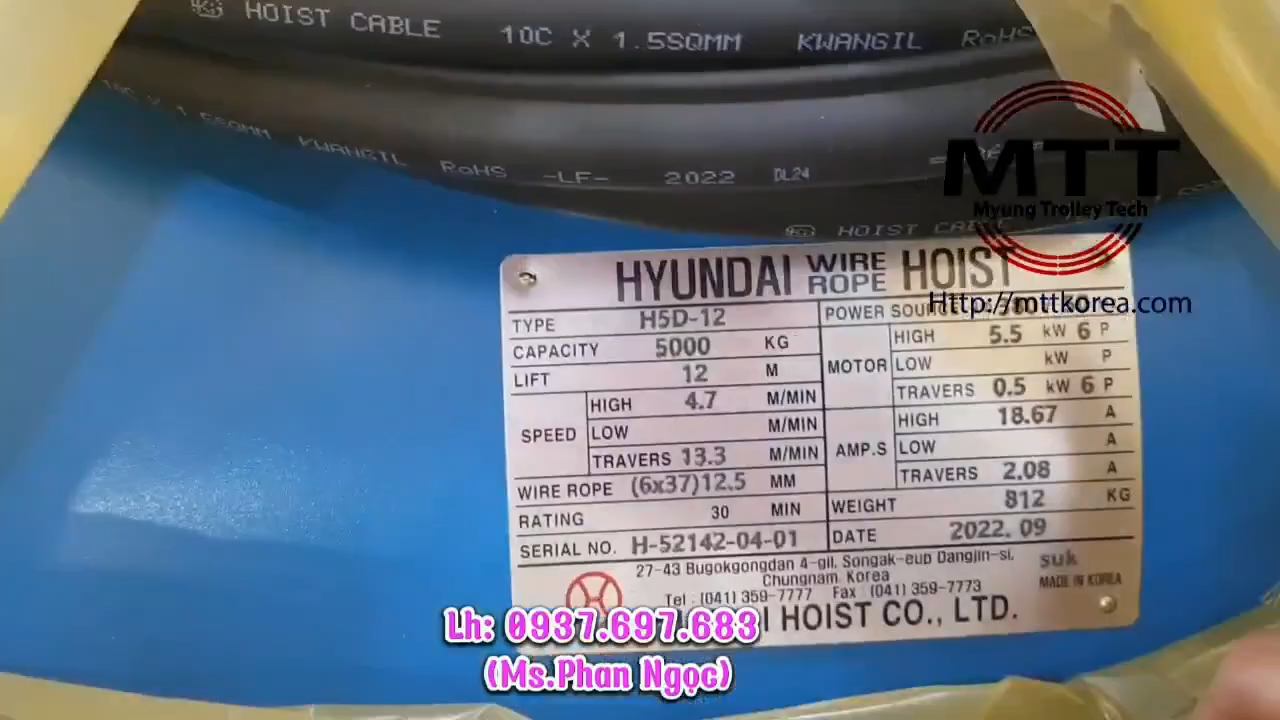 HOIST CABLE 10C X 1.5SQMM KWANGIL RoHS
10C X 1.5SQMM KWANGIL RoHS -LF- 2022 DL24
HOIST CABLE
MTT
Myung Trolley Tech
Http://mttkorea.com
HYUNDAI WIRE ROPE HOIST
TYPE H5D-12
CAPACITY 5000 KG
LIFT 12 M
SPEED
HIGH 4.7 M/MIN
LOW M/MIN
TRAVERS 13.3 M/MIN
WIRE ROPE (6x37)12.5 MM
RATING 30 MIN
SERIAL NO. H-52142-04-01
POWER
MOTOR
HIGH 5.5 kW 6 P
LOW kW P
TRAVERS 0.5 kW 6 P
AMP.S
HIGH 18.67 A
LOW A
TRAVERS 2.08 A
WEIGHT 812 KG
DATE 2022. 09
27-43 Bugokgongdan 4-gil, Songak-eup Dangjin-si,
Chungnam, Korea
Tel : (041) 359-7777 Fax : (041) 359-7773
suk
MADE IN KOREA
HOIST CO., LTD.
Lh: 0937.697.683
(Ms.Phan Ngọc)